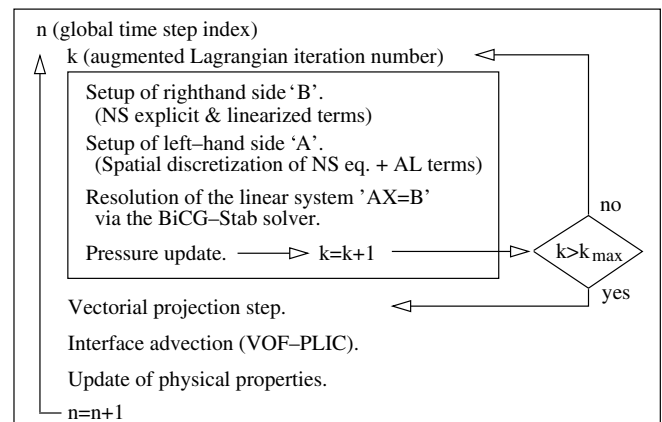 n (global time step index)
k (augmented Lagrangian iteration number)
Setup of righthand side ‘B’.
(NS explicit & linearized terms)
Setup of left–hand side ‘A’.
(Spatial discretization of NS eq. + AL terms)
Resolution of the linear system ’AX=B’
via the BiCG–Stab solver.
Pressure update. k=k+1
k>kmax
no
yes
Vectorial projection step.
Interface advection (VOF–PLIC).
Update of physical properties.
n=n+1